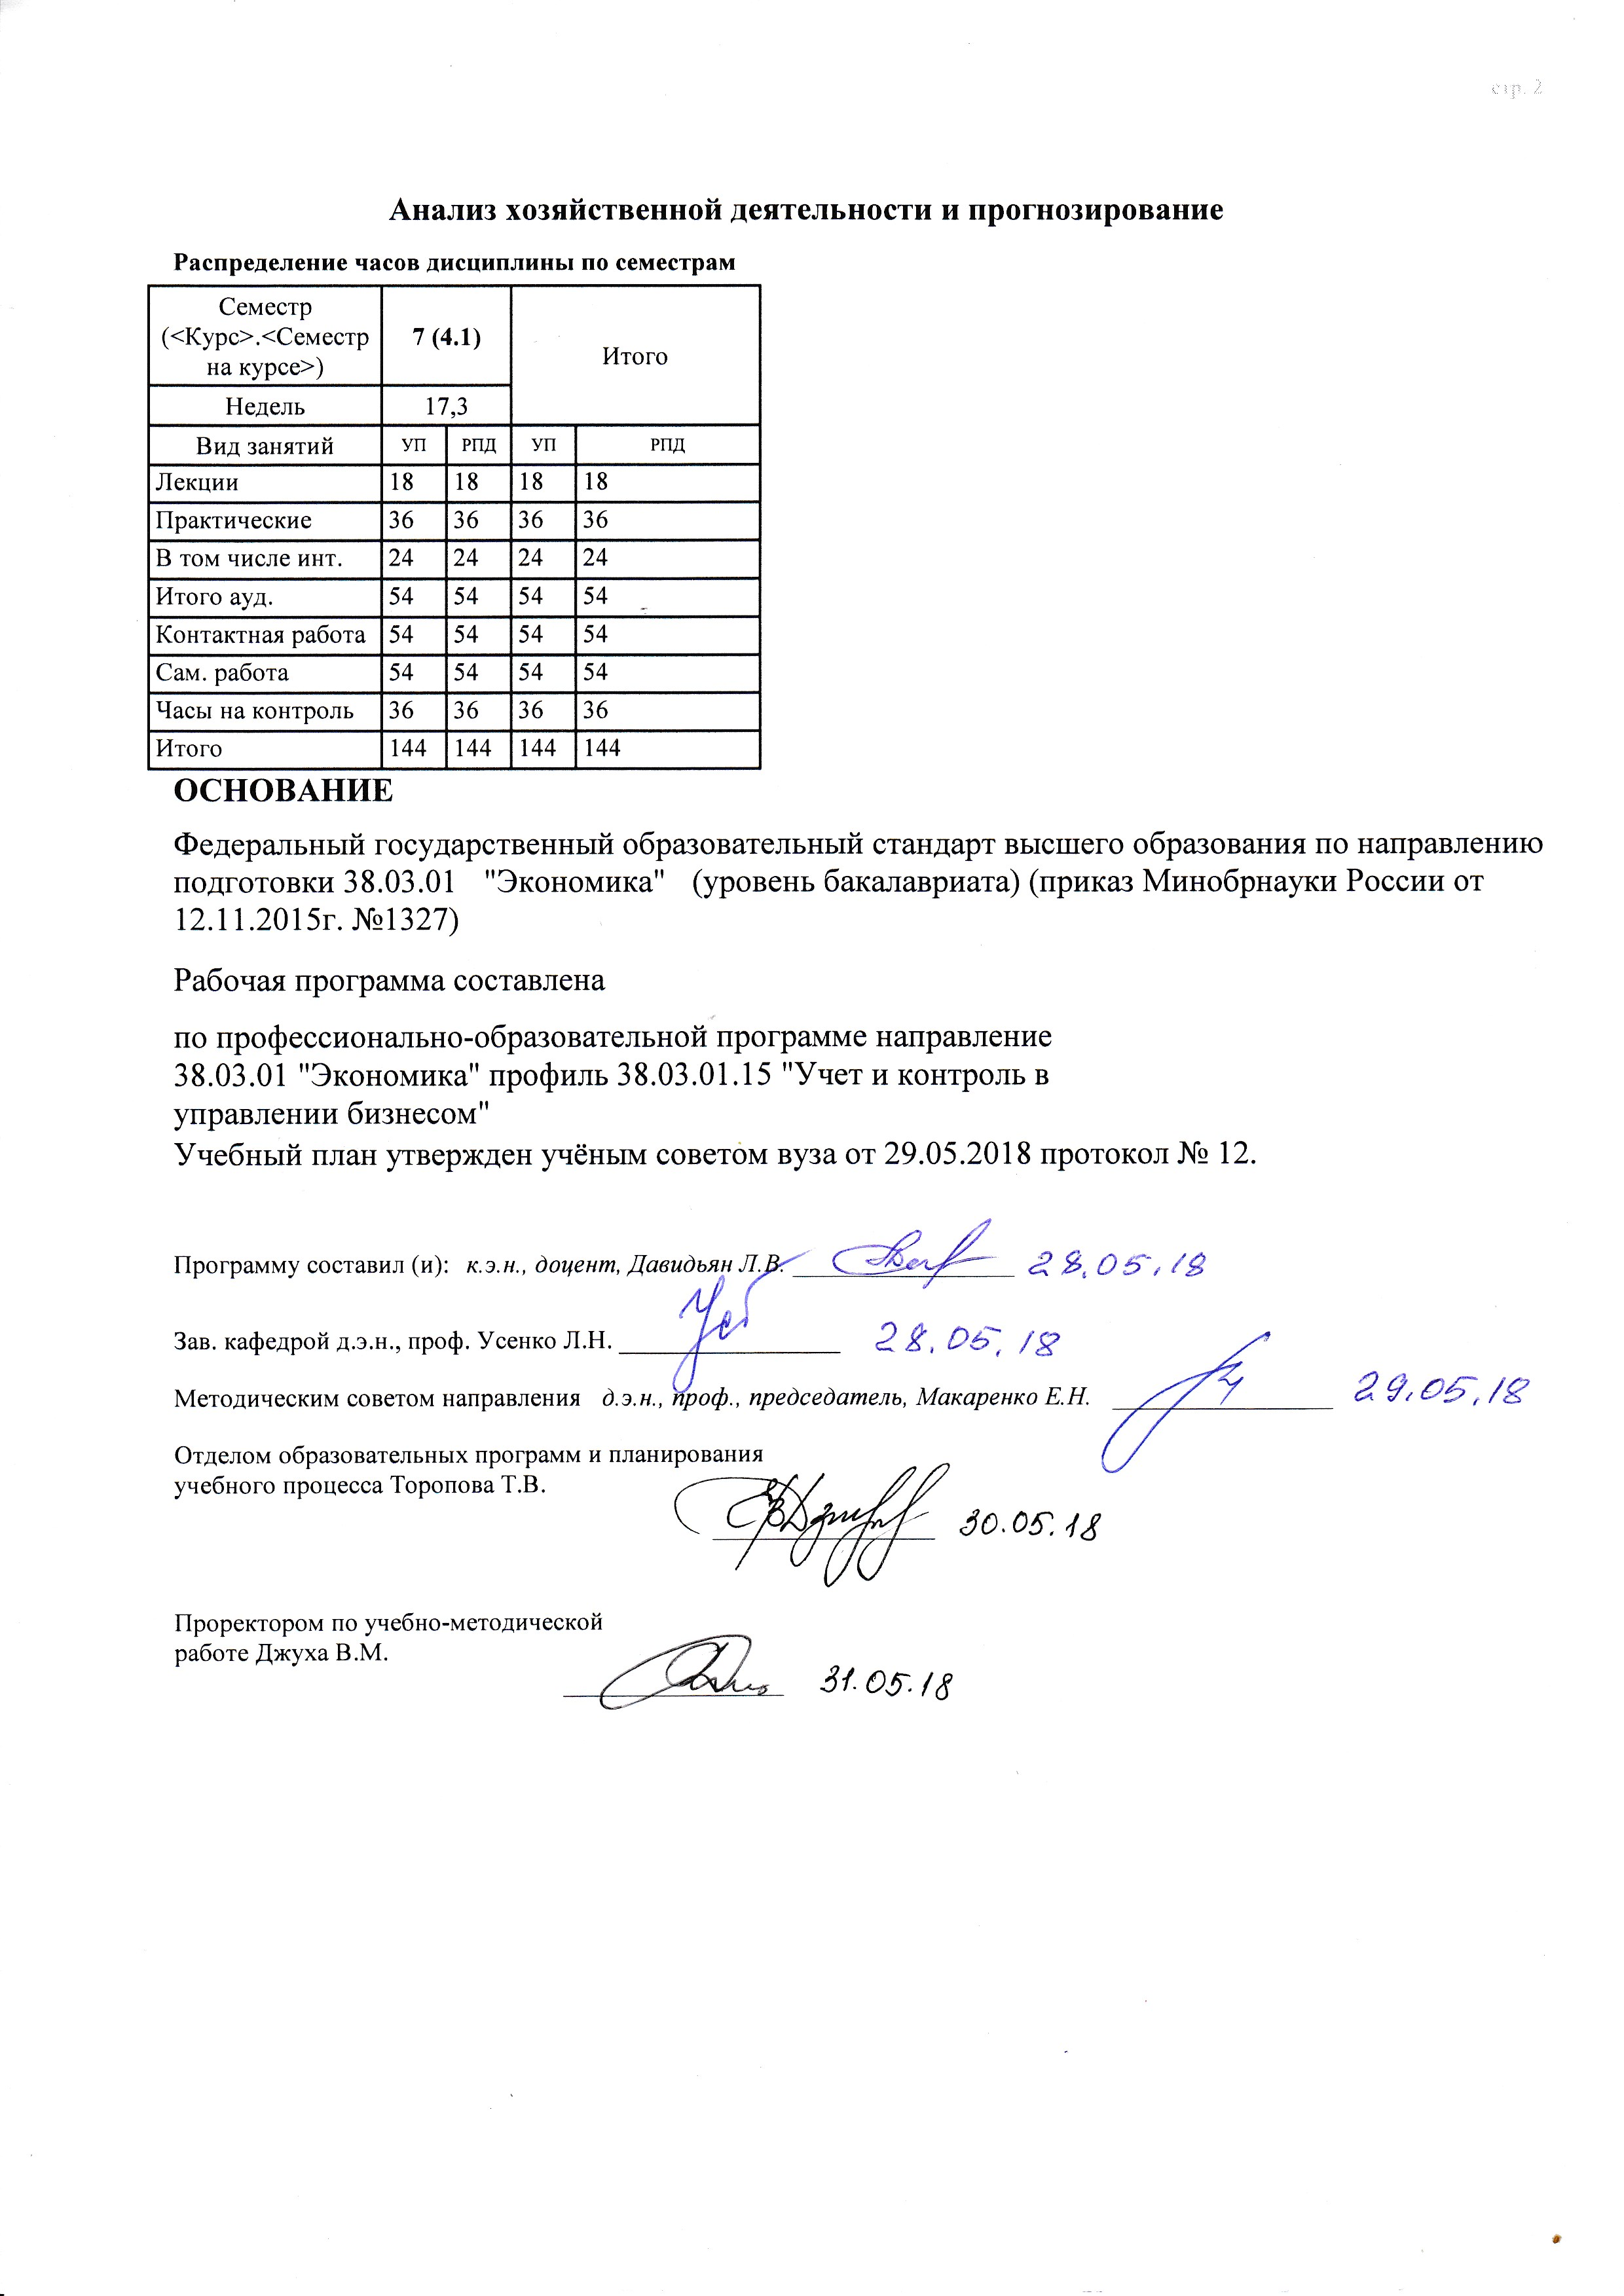 стр. 2
Анализ хозяйственной деятельности и прогнозирование
Распределение часов дисциплины по семестрам
Семестр
(<Курс>.<Семестр
на курсе>)
7 (4.1)
Итого
Недель 17,3
Вид занятий УП РПД УП РПД
Лекции 18 18 18 18
Практические 36 36 36 36
В том числе инт. 24 24 24 24
Итого ауд. 54 54 54 54
Контактная работа 54 54 54 54
Сам. работа 54 54 54 54
Часы на контроль 36 36 36 36
Итого 144 144 144 144
ОСНОВАНИЕ
Федеральный государственный образовательный стандарт высшего образования по направлению
подготовки 38.03.01 "Экономика" (уровень бакалавриата) (приказ Минобрнауки России от
12.11.2015г. №1327)
Рабочая программа составлена
по профессионально-образовательной программе направление
38.03.01 "Экономика" профиль 38.03.01.15 "Учет и контроль в
управлении бизнесом"
Учебный план утвержден учёным советом вуза от 29.05.2018 протокол № 12.
Программу составил (и): к.э.н., доцент, Давидьян Л.В. 28.05.18
Зав. кафедрой д.э.н., проф. Усенко Л.Н. 28.05.18
Методическим советом направления д.э.н., проф., председатель, Макаренко Е.Н. 29.05.18
Отделом образовательных программ и планирования
учебного процесса Торопова Т.В.
30.05.18
Проректором по учебно-методической
работе Джуха В.М.
31.05.18